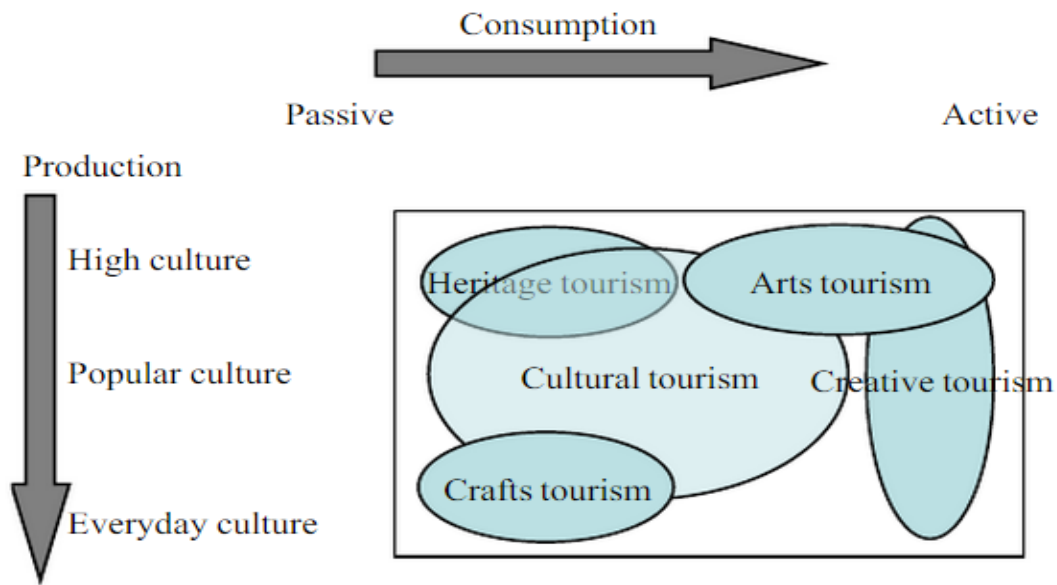 Consumption
Passive
Active
Production
High culture
Heritage tourism
Arts tourism
Popular culture
Cultural tourism
Creative tourism
Crafts tourism
Everyday culture